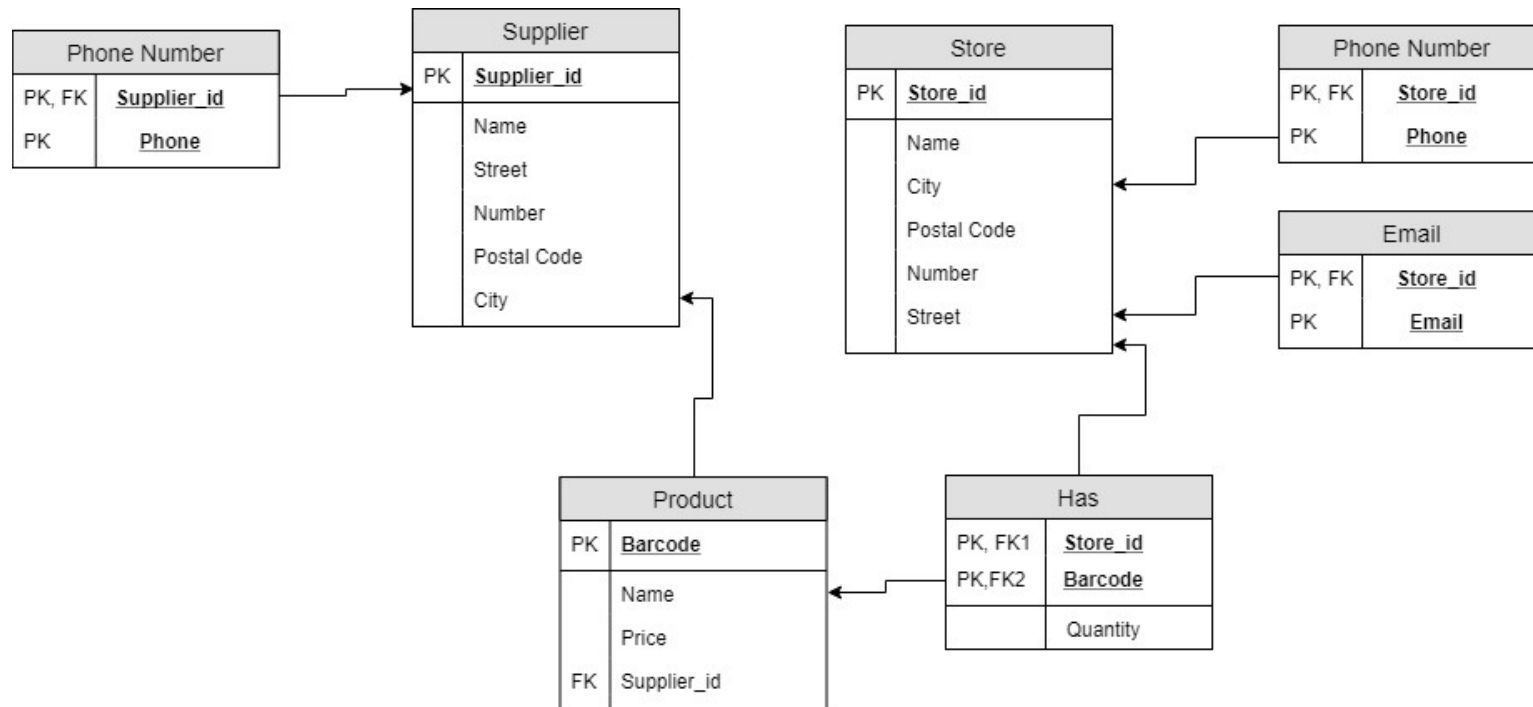 Phone Number
PK, FK Supplier_id
PK Phone
Supplier
PK Supplier_id
Name
Street
Number
Postal Code
City
Store
PK Store_id
Name
City
Postal Code
Number
Street
Phone Number
PK, FK Store_id
PK Phone
Email
PK, FK Store_id
PK Email
Product
PK Barcode
Name
Price
FK Supplier_id
Has
PK, FK1 Store_id
PK,FK2 Barcode
Quantity